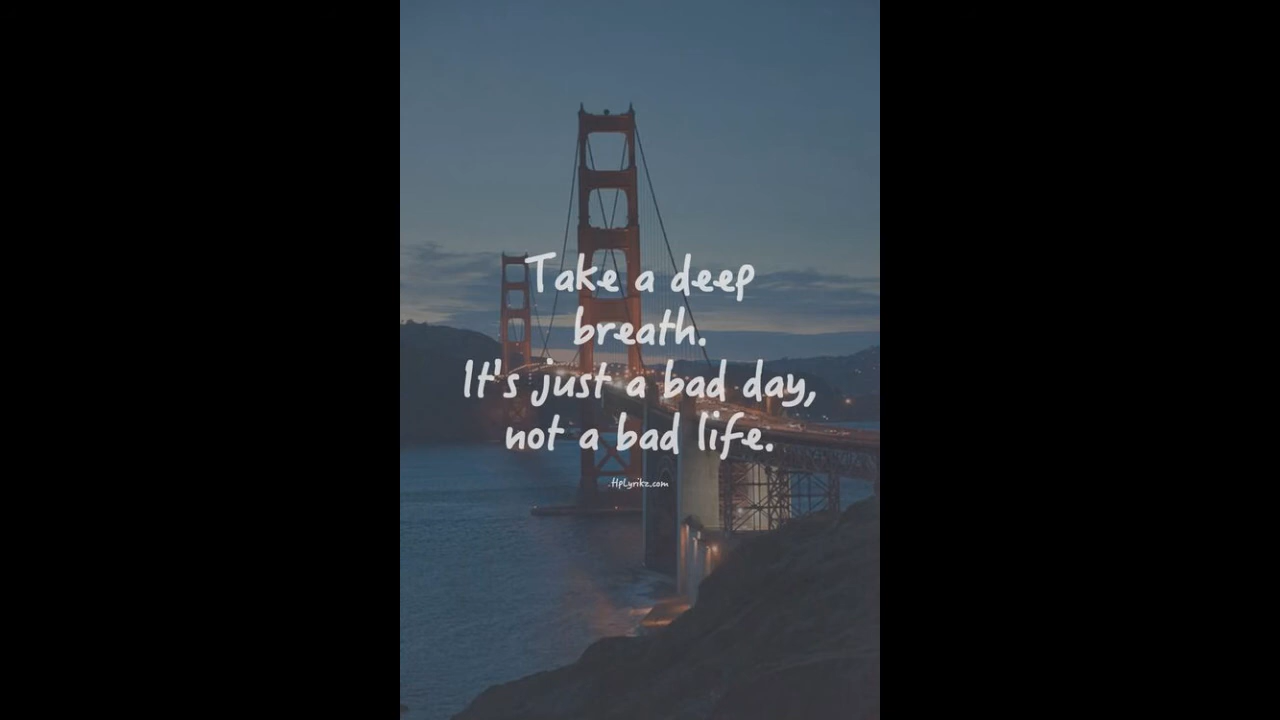 Take a deep
breath.
It's just a bad day,
not a bad life.
.HpLyrikz.com